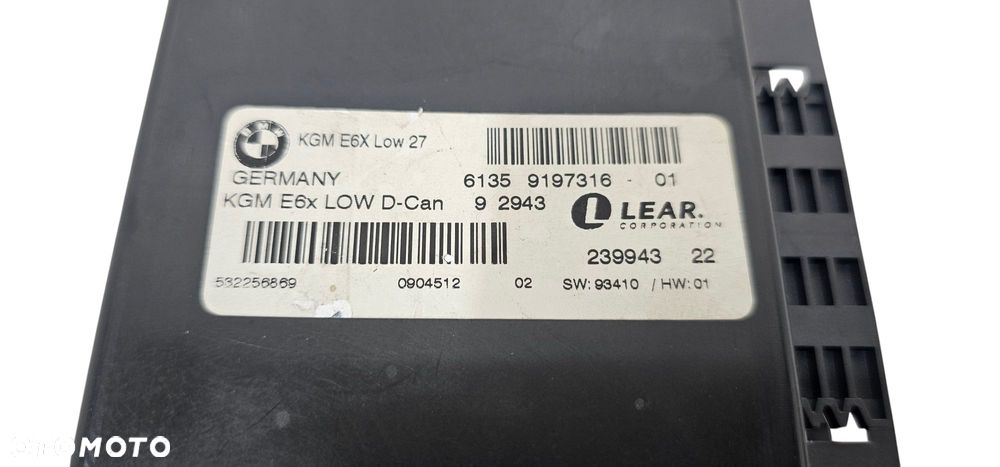 BMW
KGM E6X Low 27
GERMANY 6135 9197316 - 01
KGM E6x LOW D-Can 9 2943 LEAR.
CORPORATION
239943 22
532256869 0904512 02 SW: 93410 / HW: 01
OTOMOTO